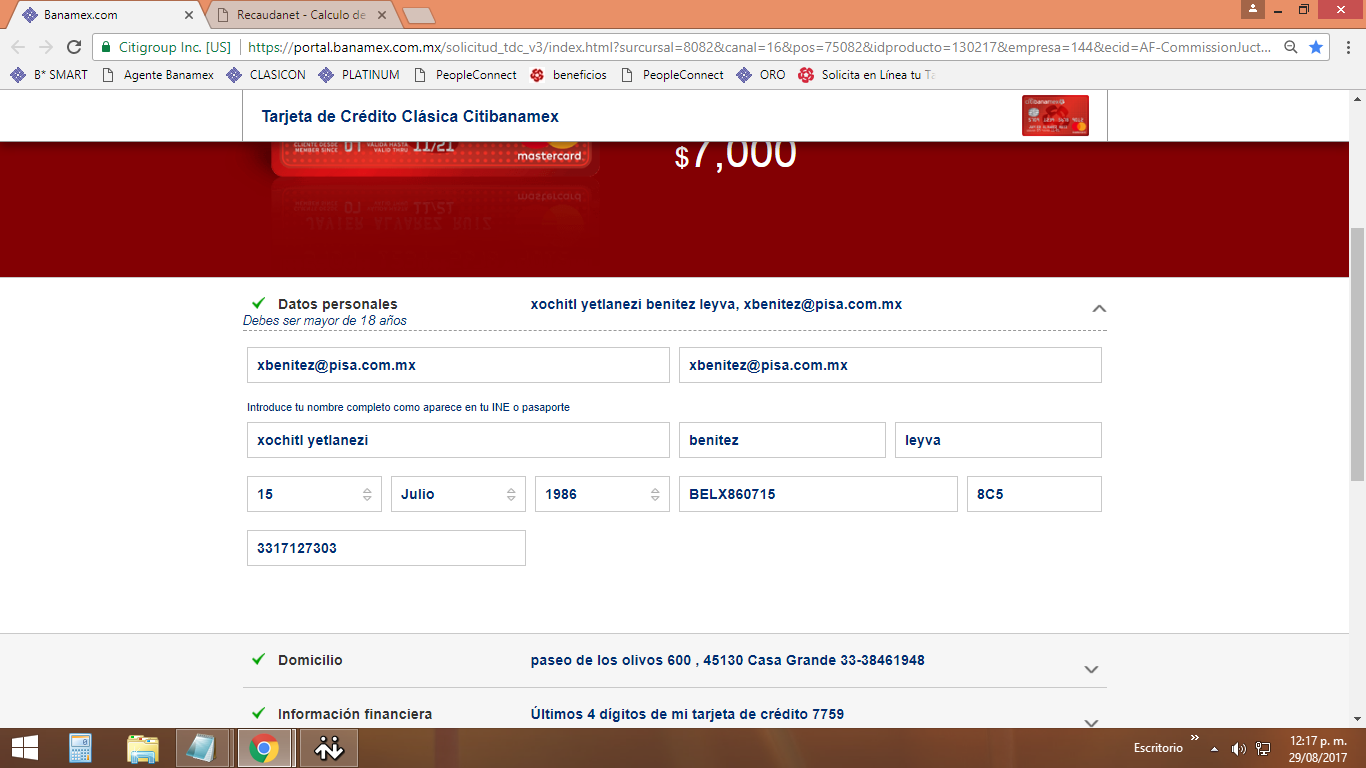 Banamex.com
Recaudanet - Calculo de
Citigroup Inc. [US]
https://portal.banamex.com.mx/solicitud_tdc_v3/index.html?surcursal=8082&canal=16&pos=75082&idproducto=130217&empresa=144&ecid=AF-CommissionJuct...
B* SMART Agente Banamex CLASICON PLATINUM PeopleConnect beneficios PeopleConnect ORO Solicita en Línea tu Ta
Tarjeta de Crédito Clásica Citibanamex
citibanamex
CLIENTE DESDE
MEMBER SINCE
01
VALIDA HASTA
VALID THRU
11/21
mastercard
$7,000
Datos personales
xochitl yetlanezi benitez leyva, xbenitez@pisa.com.mx
Debes ser mayor de 18 años
xbenitez@pisa.com.mx
xbenitez@pisa.com.mx
Introduce tu nombre completo como aparece en tu INE o pasaporte
xochitl yetlanezi
benitez
leyva
15
Julio
1986
BELX860715
8C5
3317127303
Domicilio
paseo de los olivos 600 , 45130 Casa Grande 33-38461948
Información financiera
Últimos 4 dígitos de mi tarjeta de crédito 7759
Escritorio
12:17 p. m.
29/08/2017